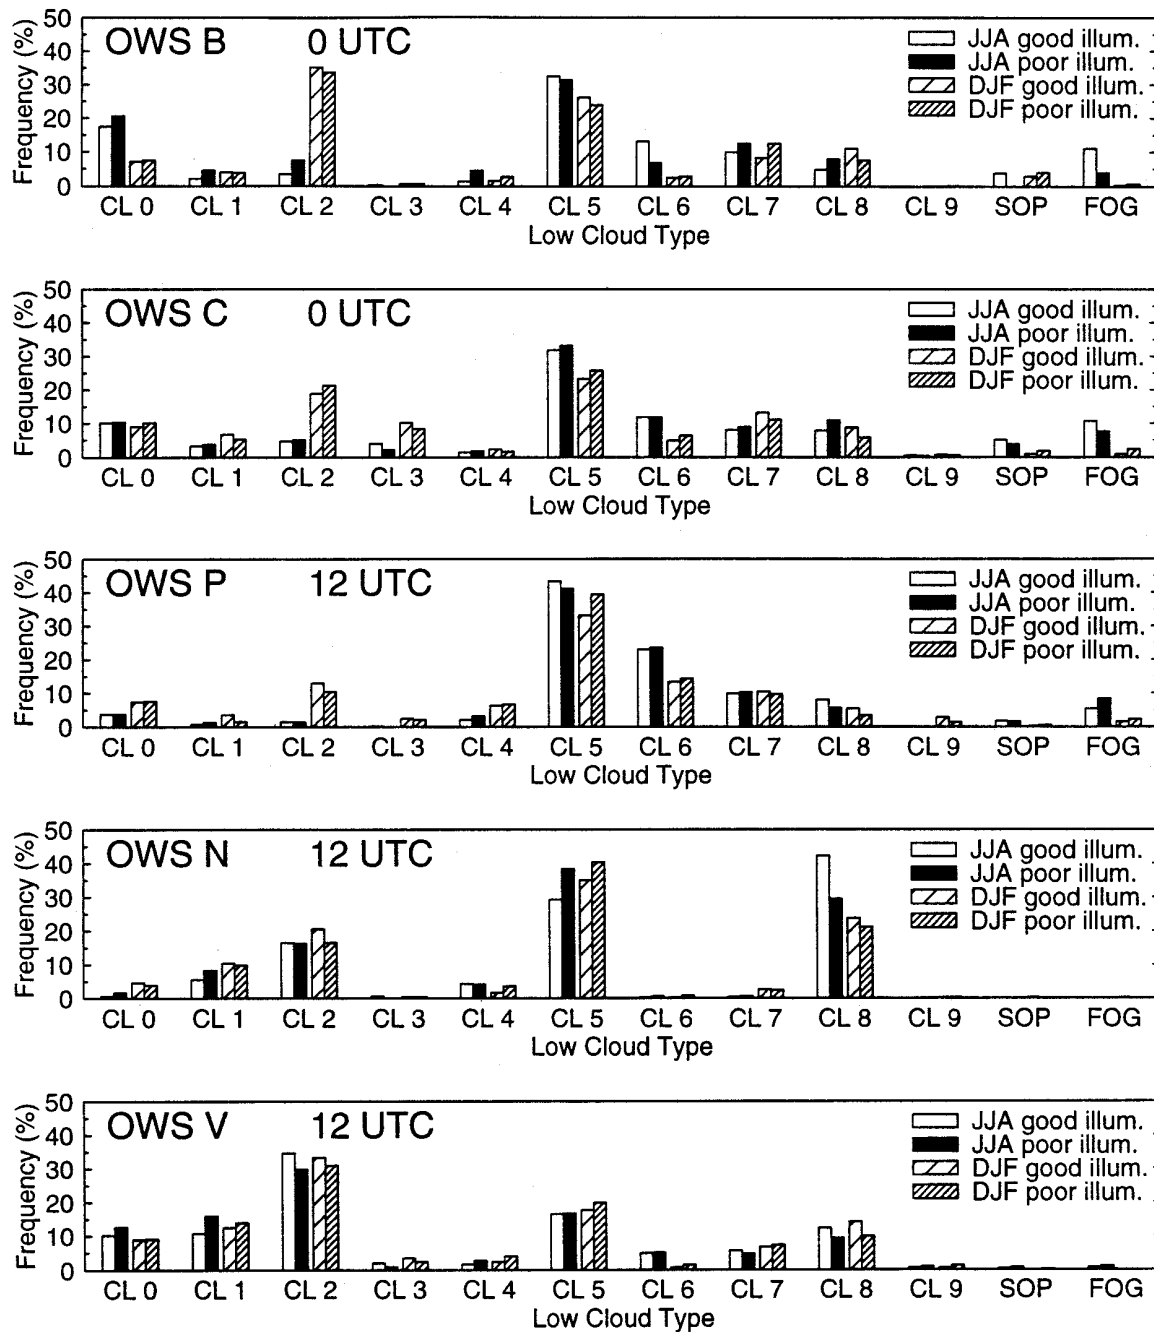 OWS B 0 UTC
JJA good illum.
JJA poor illum.
DJF good illum.
DJF poor illum.
Frequency (%)
50
40
30
20
10
0
CL 0 CL 1 CL 2 CL 3 CL 4 CL 5 CL 6 CL 7 CL 8 CL 9 SOP FOG
Low Cloud Type
OWS C 0 UTC
JJA good illum.
JJA poor illum.
DJF good illum.
DJF poor illum.
Frequency (%)
50
40
30
20
10
0
CL 0 CL 1 CL 2 CL 3 CL 4 CL 5 CL 6 CL 7 CL 8 CL 9 SOP FOG
Low Cloud Type
OWS P 12 UTC
JJA good illum.
JJA poor illum.
DJF good illum.
DJF poor illum.
Frequency (%)
50
40
30
20
10
0
CL 0 CL 1 CL 2 CL 3 CL 4 CL 5 CL 6 CL 7 CL 8 CL 9 SOP FOG
Low Cloud Type
OWS N 12 UTC
JJA good illum.
JJA poor illum.
DJF good illum.
DJF poor illum.
Frequency (%)
50
40
30
20
10
0
CL 0 CL 1 CL 2 CL 3 CL 4 CL 5 CL 6 CL 7 CL 8 CL 9 SOP FOG
Low Cloud Type
OWS V 12 UTC
JJA good illum.
JJA poor illum.
DJF good illum.
DJF poor illum.
Frequency (%)
50
40
30
20
10
0
CL 0 CL 1 CL 2 CL 3 CL 4 CL 5 CL 6 CL 7 CL 8 CL 9 SOP FOG
Low Cloud Type